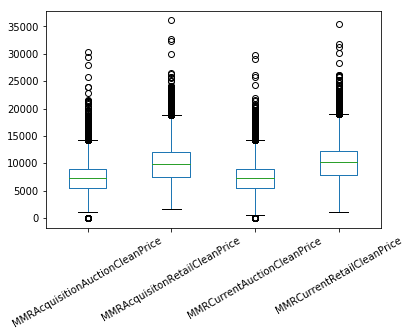 35000
30000
25000
20000
15000
10000
5000
0
MMRAcquisitionAuctionCleanPrice
MMRAcquisitonRetailCleanPrice
MMRCurrentAuctionCleanPrice
MMRCurrentRetailCleanPrice